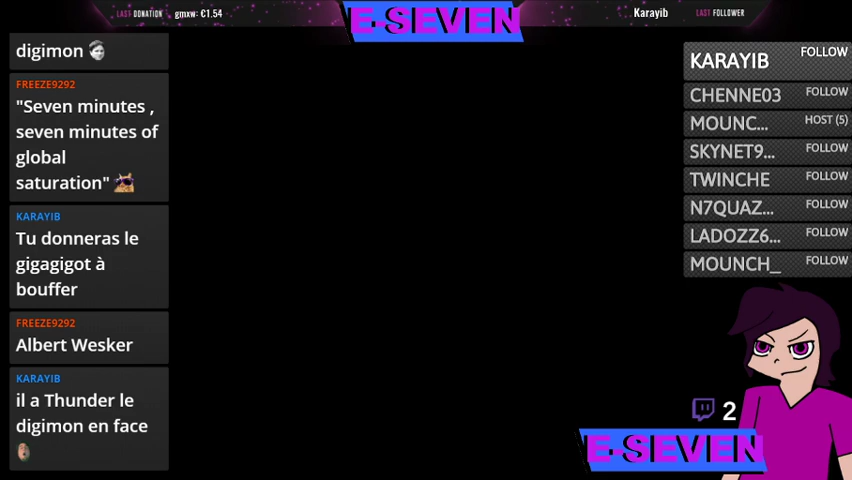 LAST DONATION gmxw: €1.54
E-SEVEN
Karayib LAST FOLLOWER
digimon
FREEZE9292
"Seven minutes ,
seven minutes of
global
saturation"
KARAYIB
Tu donneras le
gigagigot à
bouffer
FREEZE9292
Albert Wesker
KARAYIB
il a Thunder le
digimon en face
KARAYIB FOLLOW
CHENNE03 FOLLOW
MOUNC... HOST (5)
SKYNET9... FOLLOW
TWINCHE FOLLOW
N7QUAZ... FOLLOW
LADOZZ6... FOLLOW
MOUNCH_ FOLLOW
2
E-SEVEN